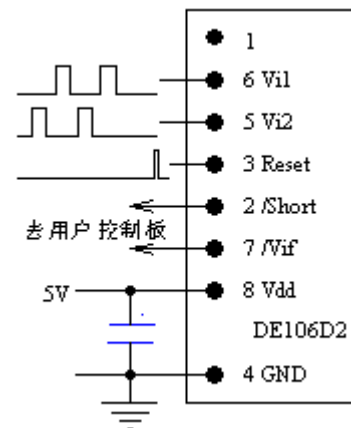 1
6 Vi1
5 Vi2
3 Reset
2 /Short
去用户控制板
7 /Vif
5V
8 Vdd
DE106D2
4 GND